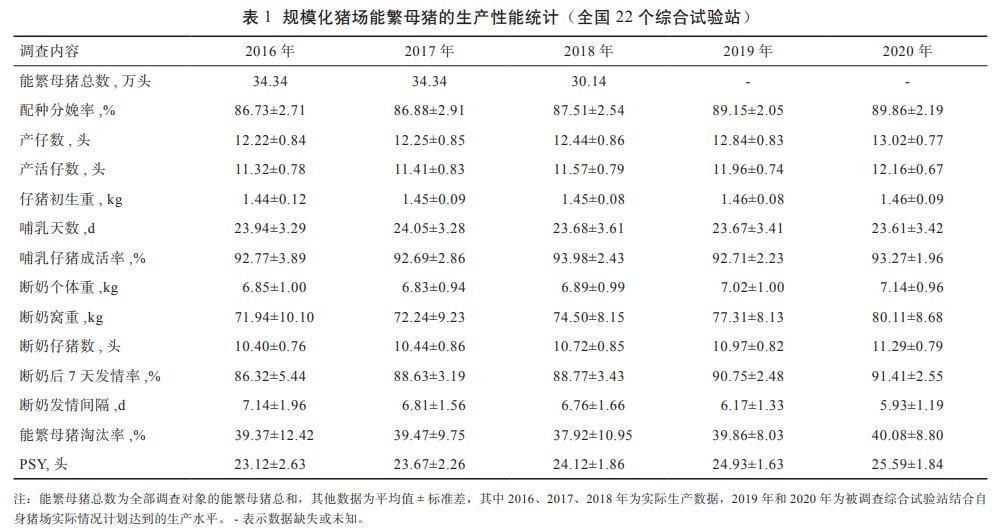 表 1 规模化猪场能繁母猪的生产性能统计（全国 22 个综合试验站）
调查内容 2016 年 2017 年 2018 年 2019 年 2020 年
能繁母猪总数 , 万头 34.34 34.34 30.14 - -
配种分娩率 ,% 86.73±2.71 86.88±2.91 87.51±2.54 89.15±2.05 89.86±2.19
产仔数 , 头 12.22±0.84 12.25±0.85 12.44±0.86 12.84±0.83 13.02±0.77
产活仔数 , 头 11.32±0.78 11.41±0.83 11.57±0.79 11.96±0.74 12.16±0.67
仔猪初生重 , kg 1.44±0.12 1.45±0.09 1.45±0.08 1.46±0.08 1.46±0.09
哺乳天数 ,d 23.94±3.29 24.05±3.28 23.68±3.61 23.67±3.41 23.61±3.42
哺乳仔猪成活率 ,% 92.77±3.89 92.69±2.86 93.98±2.43 92.71±2.23 93.27±1.96
断奶个体重 ,kg 6.85±1.00 6.83±0.94 6.89±0.99 7.02±1.00 7.14±0.96
断奶窝重 ,kg 71.94±10.10 72.24±9.23 74.50±8.15 77.31±8.13 80.11±8.68
断奶仔猪数 , 头 10.40±0.76 10.44±0.86 10.72±0.85 10.97±0.82 11.29±0.79
断奶后 7 天发情率 ,% 86.32±5.44 88.63±3.19 88.77±3.43 90.75±2.48 91.41±2.55
断奶发情间隔 ,d 7.14±1.96 6.81±1.56 6.76±1.66 6.17±1.33 5.93±1.19
能繁母猪淘汰率 ,% 39.37±12.42 39.47±9.75 37.92±10.95 39.86±8.03 40.08±8.80
PSY, 头 23.12±2.63 23.67±2.26 24.12±1.86 24.93±1.63 25.59±1.84
注：能繁母猪总数为全部调查对象的能繁母猪总和，其他数据为平均值 ± 标准差，其中 2016、2017、2018 年为实际生产数据，2019 年和 2020 年为被调查综合试验站结合自
身猪场实际情况计划达到的生产水平。 - 表示数据缺失或未知。